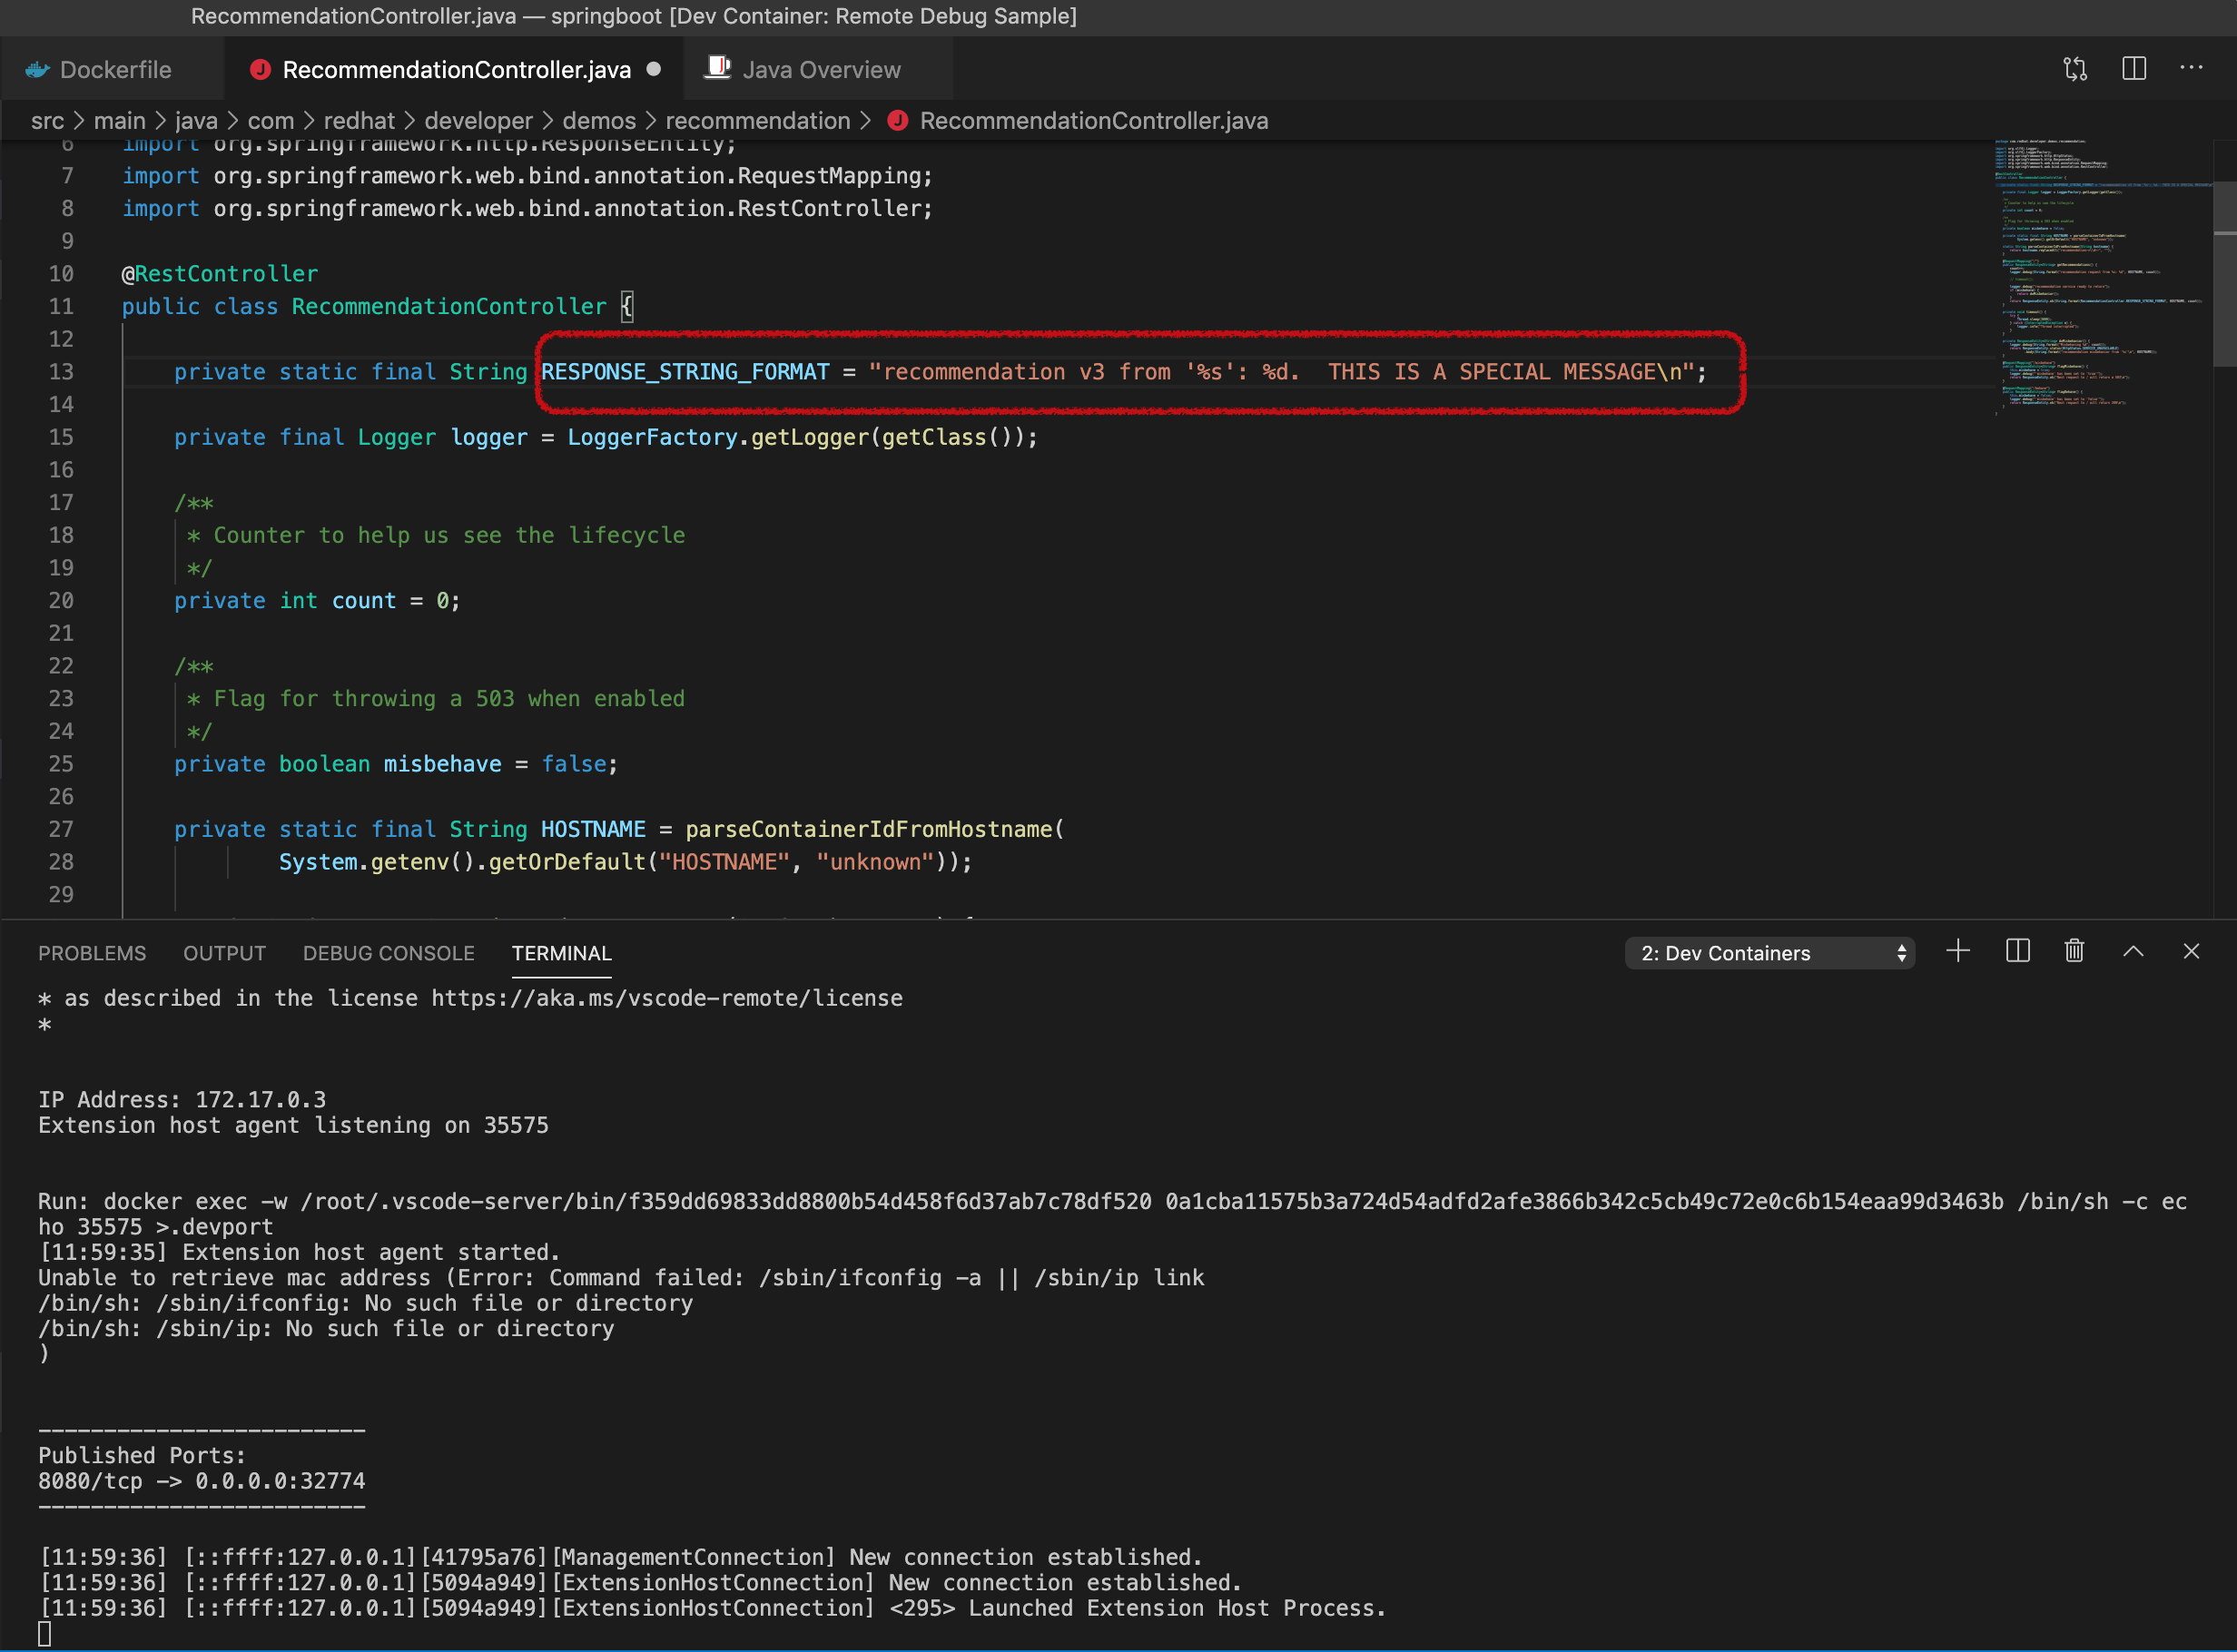 RecommendationController.java — springboot [Dev Container: Remote Debug Sample]
Dockerfile
RecommendationController.java
Java Overview
src > main > java > com > redhat > developer > demos > recommendation > RecommendationController.java
6 import org.springframework.http.ResponseEntity;
7 import org.springframework.web.bind.annotation.RequestMapping;
8 import org.springframework.web.bind.annotation.RestController;
9
10 @RestController
11 public class RecommendationController {
12
13 private static final String RESPONSE_STRING_FORMAT = "recommendation v3 from '%s': %d.  THIS IS A SPECIAL MESSAGE\n";
14
15 private final Logger logger = LoggerFactory.getLogger(getClass());
16
17 /**
18 * Counter to help us see the lifecycle
19 */
20 private int count = 0;
21
22 /**
23 * Flag for throwing a 503 when enabled
24 */
25 private boolean misbehave = false;
26
27 private static final String HOSTNAME = parseContainerIdFromHostname(
28 System.getenv().getOrDefault("HOSTNAME", "unknown"));
29
PROBLEMS OUTPUT DEBUG CONSOLE TERMINAL
2: Dev Containers
* as described in the license https://aka.ms/vscode-remote/license
*
IP Address: 172.17.0.3
Extension host agent listening on 35575
Run: docker exec -w /root/.vscode-server/bin/f359dd69833dd8800b54d458f6d37ab7c78df520 0a1cba11575b3a724d54adfd2afe3866b342c5cb49c72e0c6b154eaa99d3463b /bin/sh -c ec
ho 35575 >.devport
[11:59:35] Extension host agent started.
Unable to retrieve mac address (Error: Command failed: /sbin/ifconfig -a || /sbin/ip link
/bin/sh: /sbin/ifconfig: No such file or directory
/bin/sh: /sbin/ip: No such file or directory
)
-------------------------
Published Ports:
8080/tcp -> 0.0.0.0:32774
-------------------------
[11:59:36] [::ffff:127.0.0.1][41795a76][ManagementConnection] New connection established.
[11:59:36] [::ffff:127.0.0.1][5094a949][ExtensionHostConnection] New connection established.
[11:59:36] [::ffff:127.0.0.1][5094a949][ExtensionHostConnection] <295> Launched Extension Host Process.